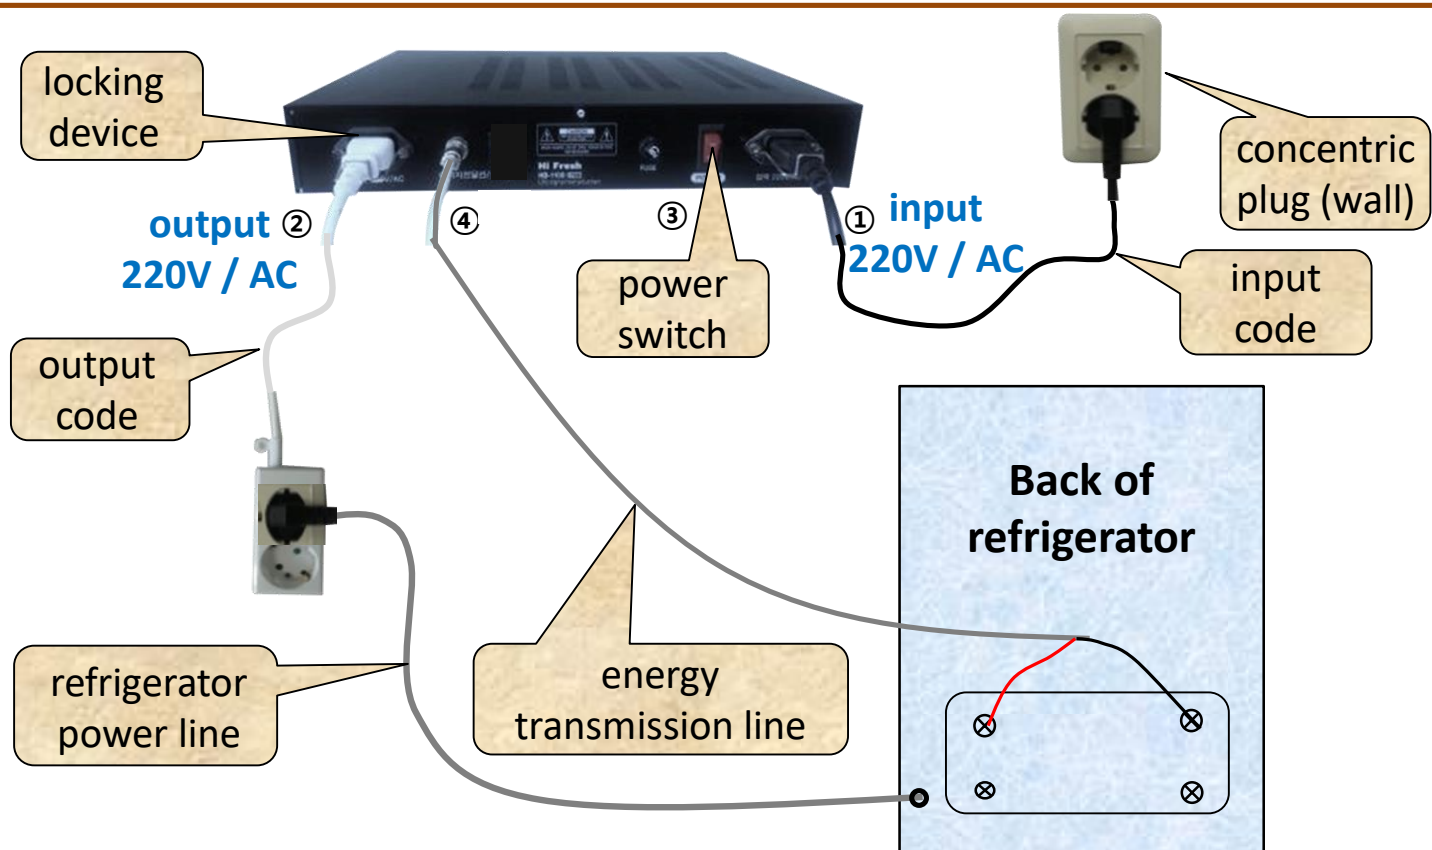 locking
device
Hi Fresh
FUSE
concentric
plug (wall)
output ②
220V / AC
④
③
① input
220V / AC
power
switch
input
code
output
code
Back of
refrigerator
refrigerator
power line
energy
transmission line